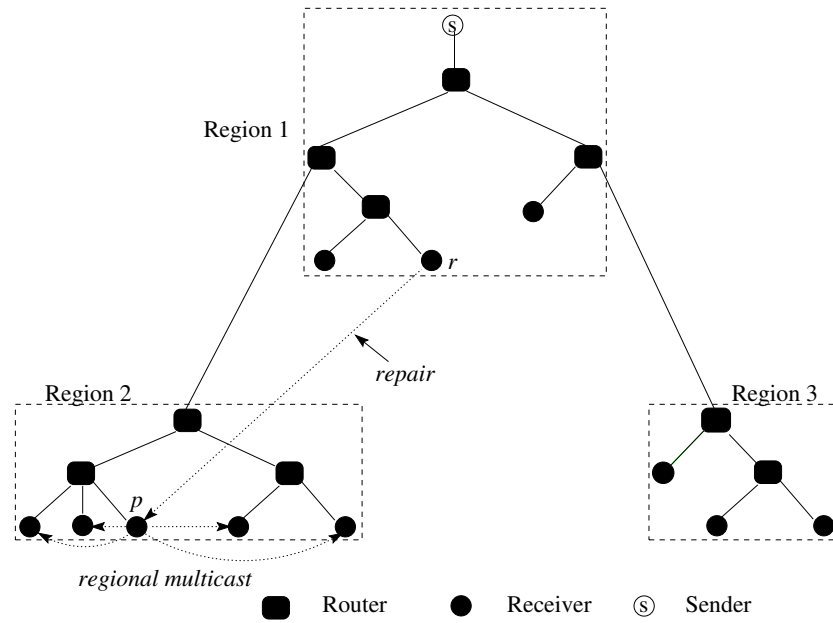 S
Region 1
r
repair
Region 2
Region 3
p
regional multicast
Router
Receiver
S
Sender